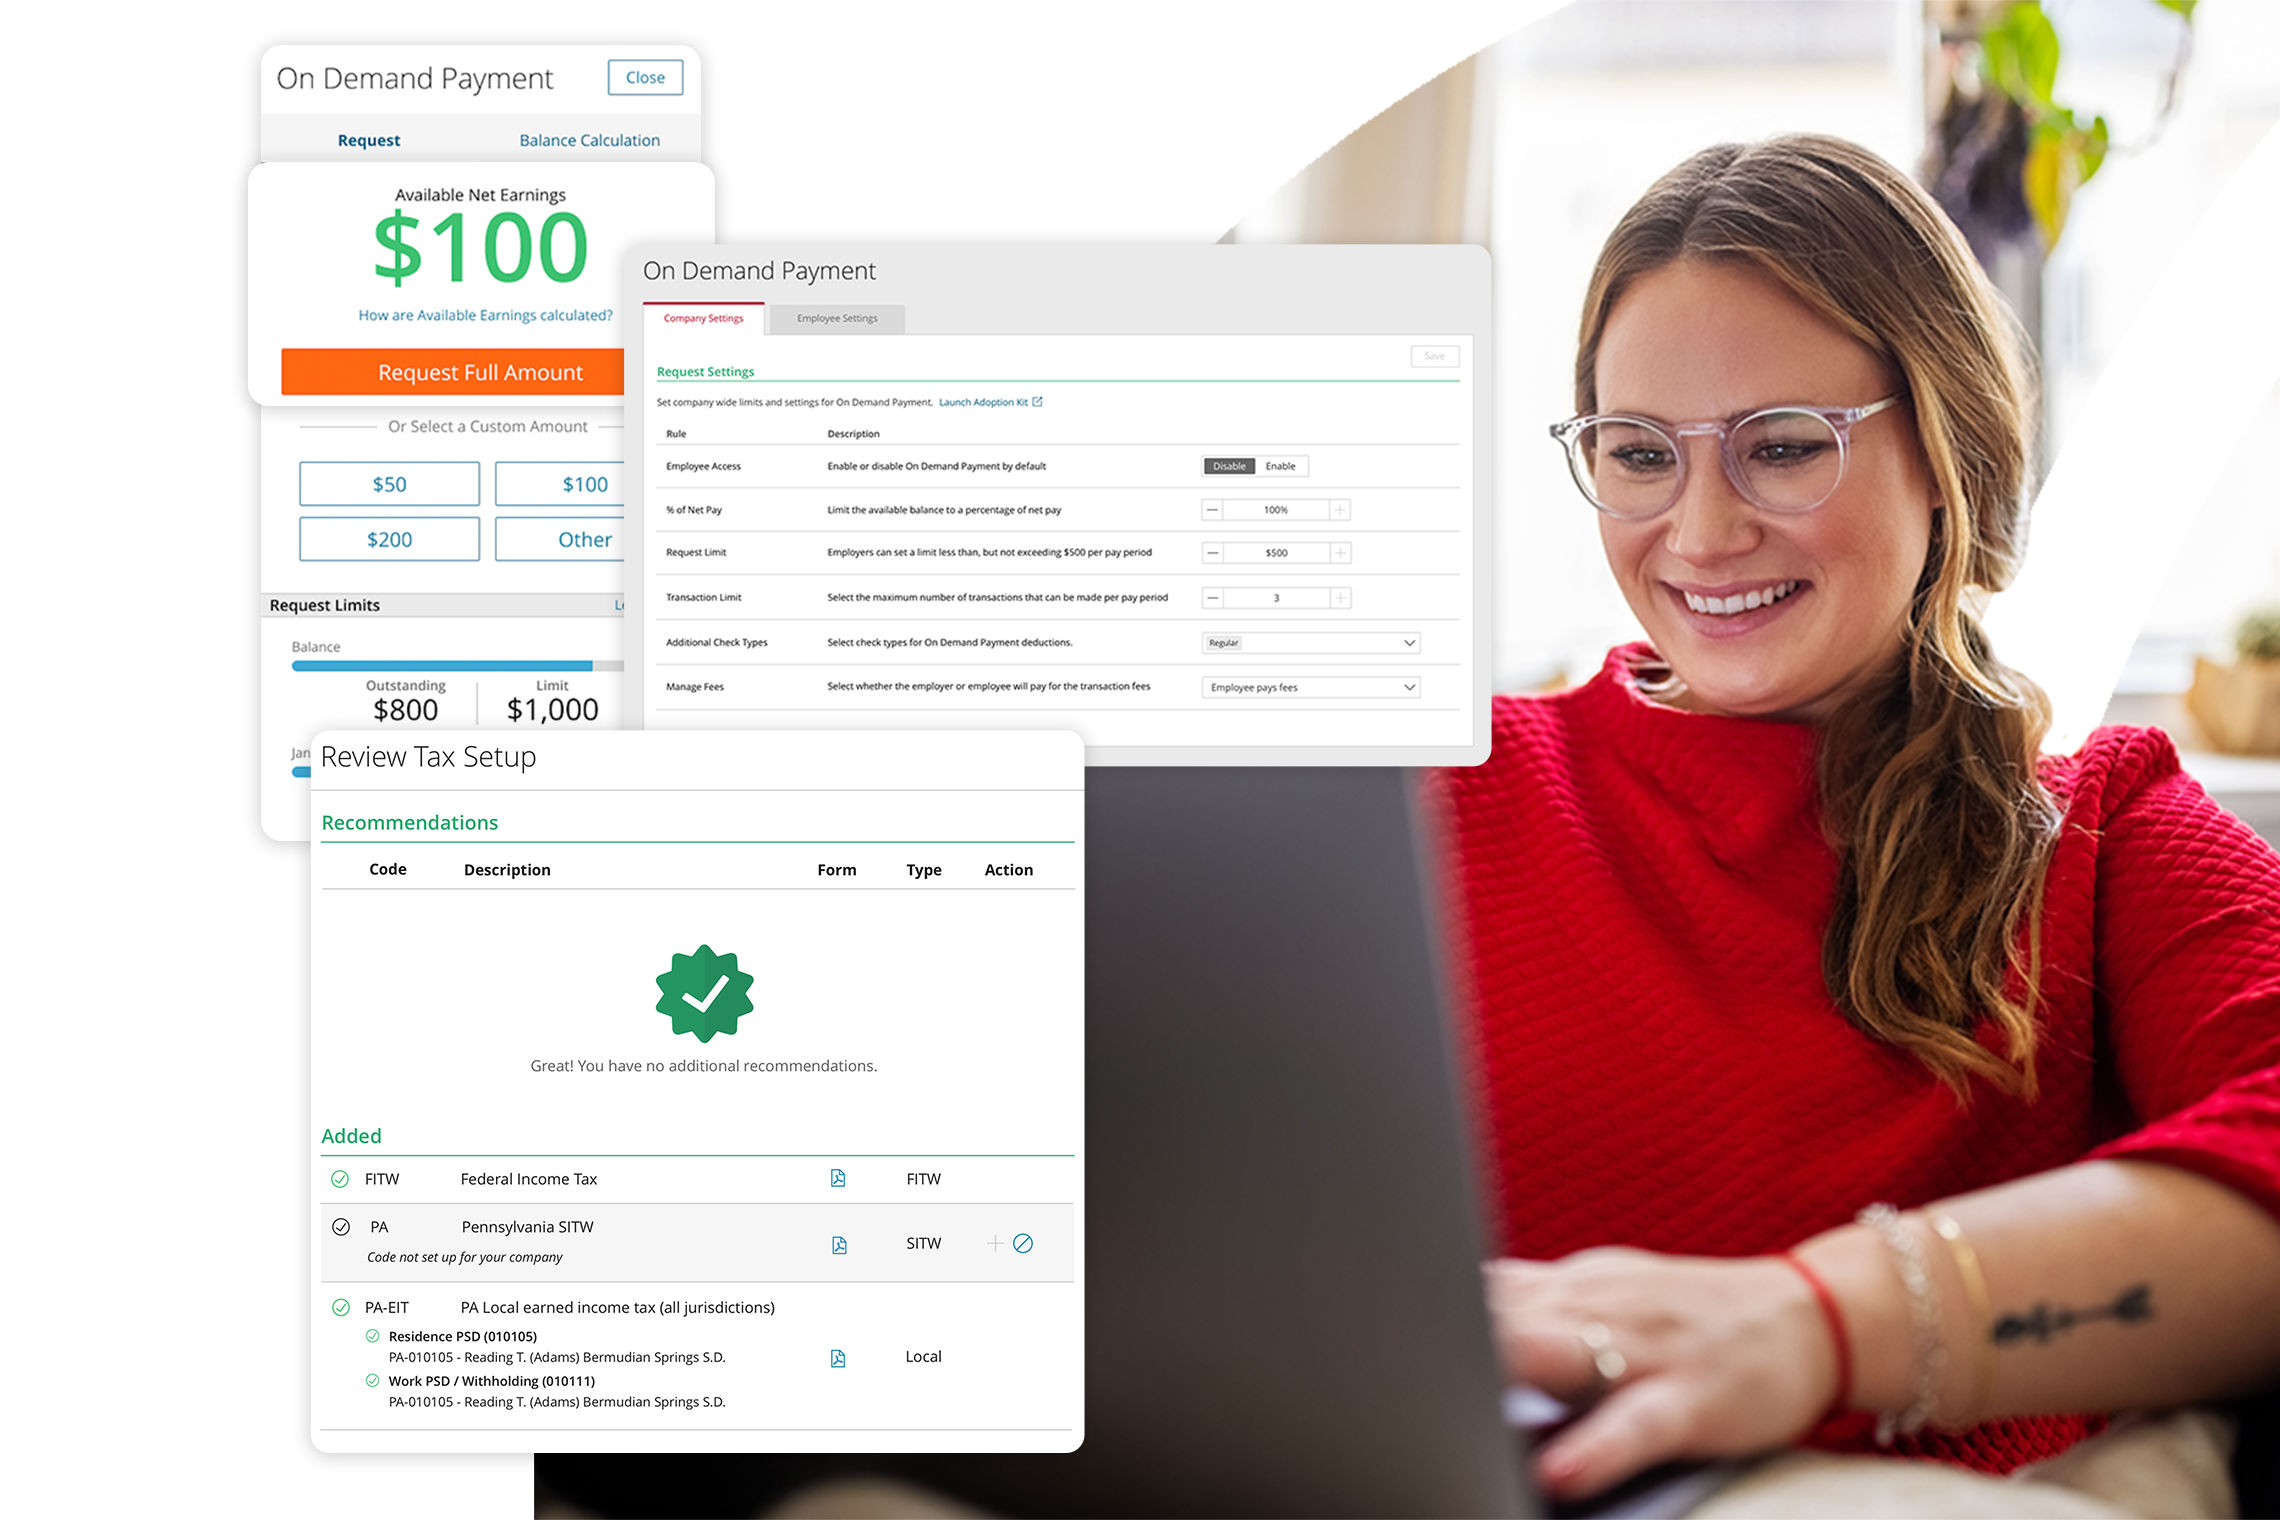 On Demand Payment
Close
Request
Balance Calculation
Available Net Earnings
$100
How are Available Earnings calculated?
Request Full Amount
Or Select a Custom Amount
$50
$100
$200
Other
Request Limits
Balance
Outstanding
$800
Limit
$1,000
On Demand Payment
Company Settings
Employee Settings
Save
Request Settings
Set company wide limits and settings for On Demand Payment. Launch Adoption Kit
Rule Description
Employee Access Enable or disable On Demand Payment by default Disable Enable
% of Net Pay Limit the available balance to a percentage of net pay — 100% +
Request Limit Employers can set a limit less than, but not exceeding $500 per pay period — $500 +
Transaction Limit Select the maximum number of transactions that can be made per pay period — 3 +
Additional Check Types Select check types for On Demand Payment deductions. Regular
Manage Fees Select whether the employer or employee will pay for the transaction fees Employee pays fees
Review Tax Setup
Recommendations
Code Description Form Type Action
Great! You have no additional recommendations.
Added
FITW Federal Income Tax FITW
PA Pennsylvania SITW SITW
Code not set up for your company
PA-EIT PA Local earned income tax (all jurisdictions)
Residence PSD (010105)
PA-010105 - Reading T. (Adams) Bermudian Springs S.D. Local
Work PSD / Withholding (010111)
PA-010105 - Reading T. (Adams) Bermudian Springs S.D.